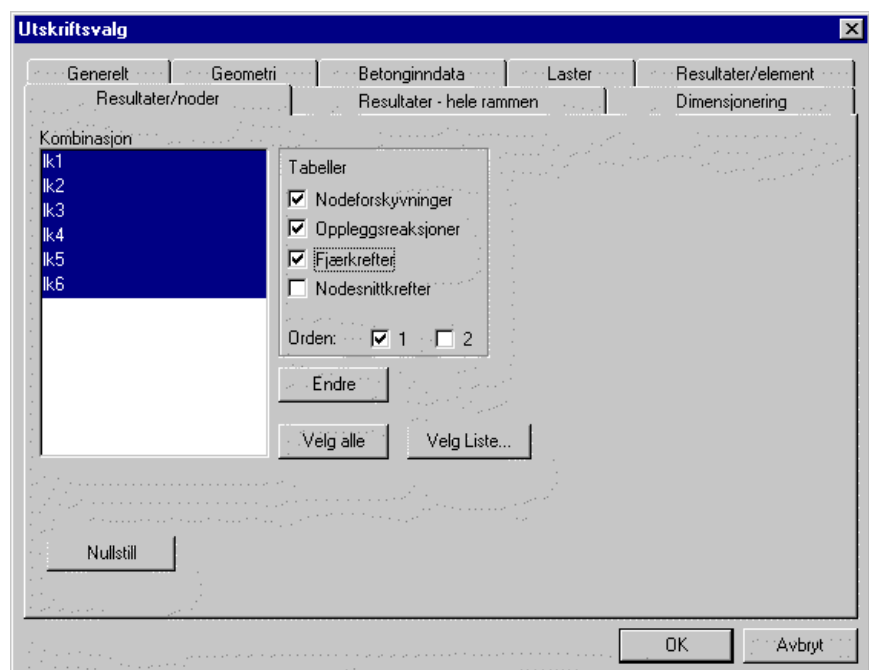 Utskriftsvalg
Generelt Geometri Betonginndata Laster Resultater/element
Resultater/noder Resultater - hele rammen Dimensjonering
Kombinasjon
lk1
lk2
lk3
lk4
lk5
lk6
Tabeller
Nodeforskyvninger
Oppleggsreaksjoner
Fjærkrefter
Nodesnittkrefter
Orden: 1 2
Endre
Velg alle Velg Liste...
Nullstill
OK Avbryt